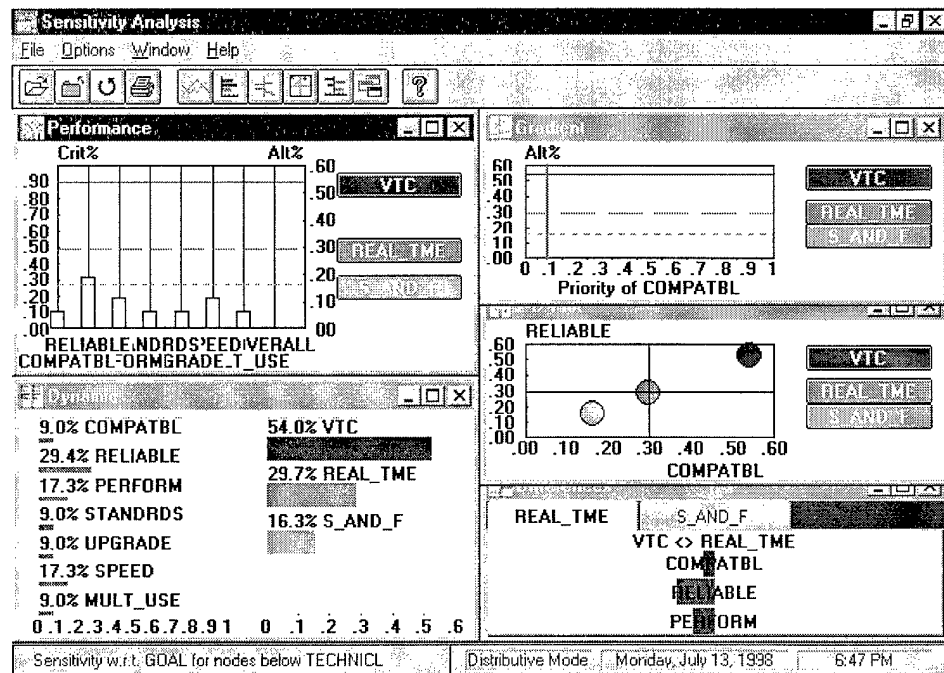 Sensitivity Analysis
File Options Window Help
?
Performance
Crit%
Alt%
.90
.80
.70
.60
.50
.40
.30
.20
.10
.00
.60
.50
.40
.30
.20
.10
.00
VTC
REAL_TME
S_AND_F
RELIABLE NDRDS EED VERALL
COMPATBL FORM GRADE T_USE
Gradient
Alt%
.60
.50
.40
.30
.20
.10
.00
0 .1 .2 .3 .4 .5 .6 .7 .8 .9 1
Priority of COMPATBL
VTC
REAL_TME
S_AND_F
RELIABLE
.60
.50
.40
.30
.20
.10
.00
.00 .10 .20 .30 .40 .50 .60
COMPATBL
VTC
REAL_TME
S_AND_F
Dynamic
9.0% COMPATBL
29.4% RELIABLE
17.3% PERFORM
9.0% STANDRDS
9.0% UPGRADE
17.3% SPEED
9.0% MULT_USE
0 .1 .2 .3 .4 .5 .6 .7 .8 .9 1
54.0% VTC
29.7% REAL_TME
16.3% S_AND_F
0 .1 .2 .3 .4 .5 .6
REAL_TME S_AND_F
VTC <> REAL_TME
COMPATBL
RELIABLE
PERFORM
Sensitivity w.r.t. GOAL for nodes below TECHNICL
Distributive Mode
Monday, July 13, 1998
6:47 PM